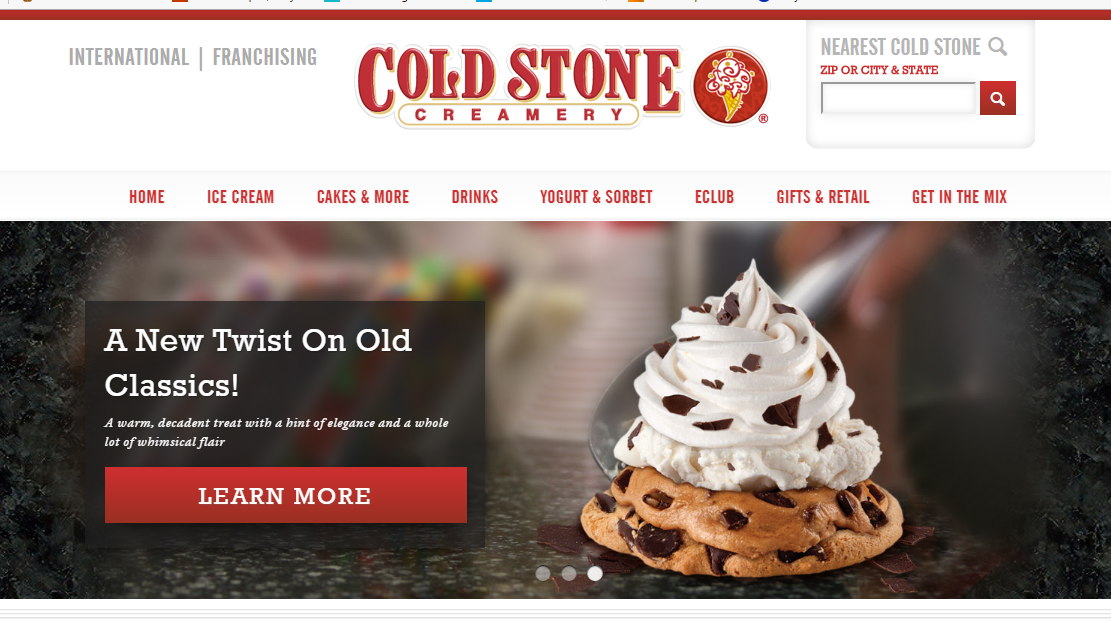 INTERNATIONAL | FRANCHISING
COLD STONE
CREAMERY
®
NEAREST COLD STONE
ZIP OR CITY & STATE
HOME
ICE CREAM
CAKES & MORE
DRINKS
YOGURT & SORBET
ECLUB
GIFTS & RETAIL
GET IN THE MIX
A New Twist On Old
Classics!
A warm, decadent treat with a hint of elegance and a whole
lot of whimsical flair
LEARN MORE